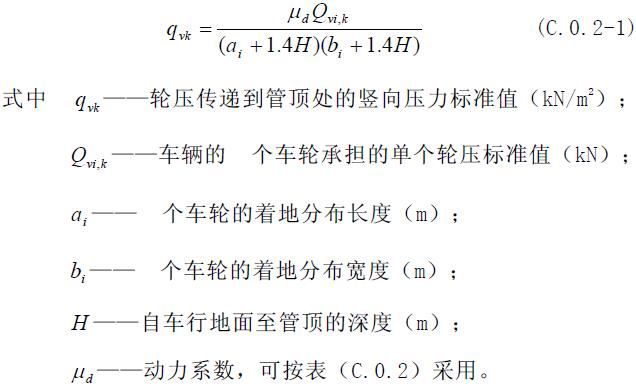 q_{vk} = \frac{μ_d Q_{vi,k}}{(a_i +1.4H)(b_i +1.4H)} (C.0.2-1)
式中 q_{vk}——轮压传递到管顶处的竖向压力标准值（kN/m²）；
Q_{vi,k}——车辆的 个车轮承担的单个轮压标准值（kN）；
a_i—— 个车轮的着地分布长度（m）；
b_i—— 个车轮的着地分布宽度（m）；
H——自车行地面至管顶的深度（m）；
μ_d——动力系数，可按表（C.0.2）采用。